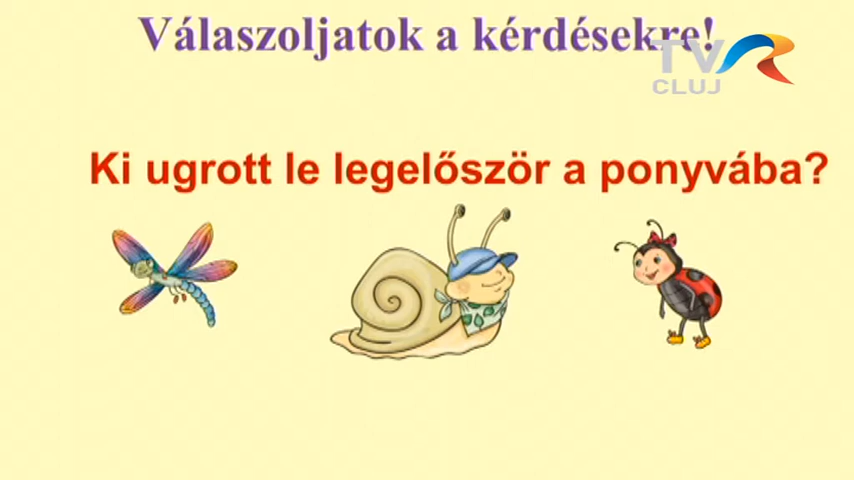 Válaszoljatok a kérdésekre!
TVR
CLUJ
Ki ugrott le legelőször a ponyvába?